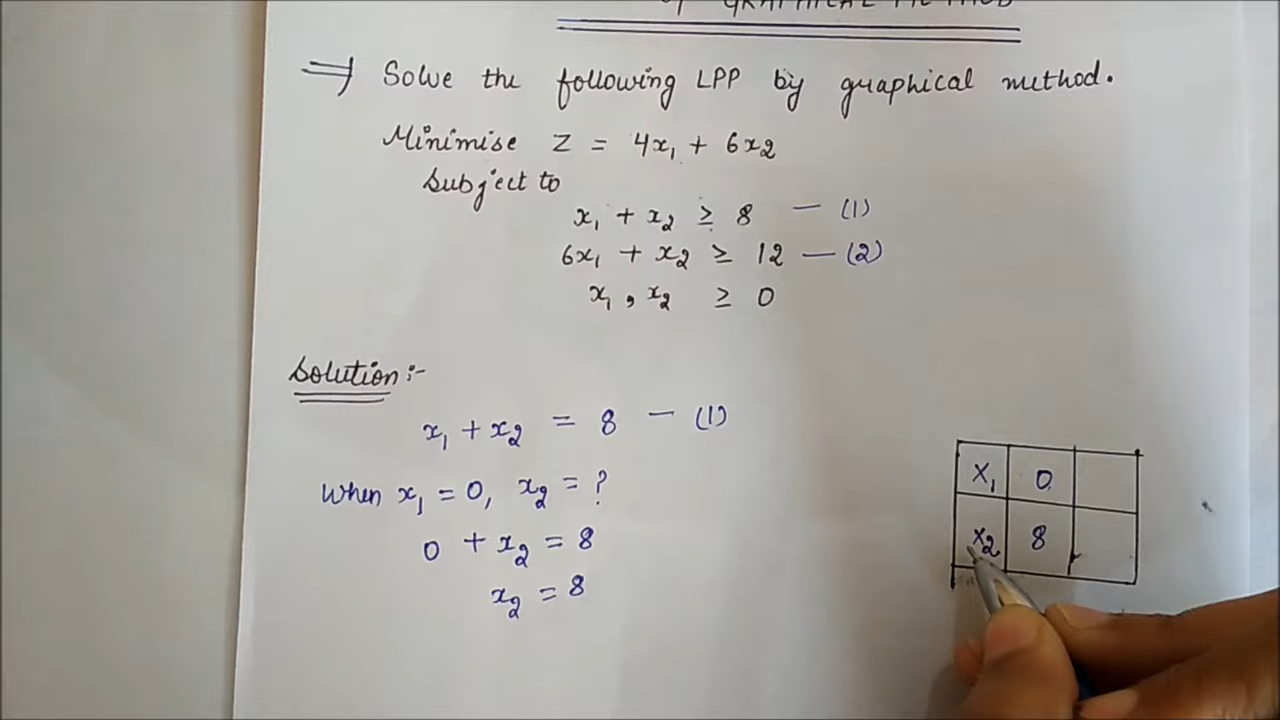 ⇒ Solve the following LPP by graphical method.
Minimise Z = 4x₁ + 6x₂
Subject to
x₁ + x₂ ≥ 8 — (1)
6x₁ + x₂ ≥ 12 — (2)
x₁, x₂ ≥ 0
Solution :-
x₁ + x₂ = 8 — (1)
When x₁ = 0, x₂ = ?
0 + x₂ = 8
x₂ = 8
X₁ 0
X₂ 8